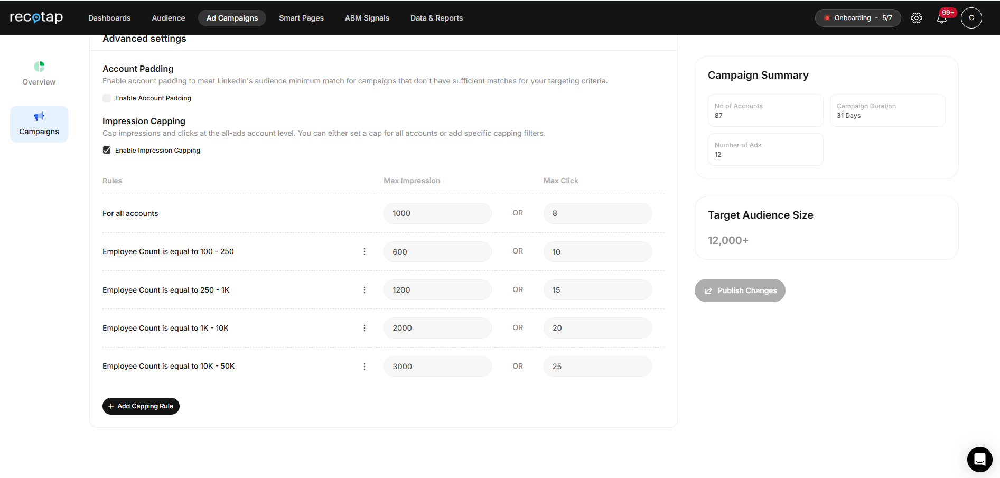 recotap
Dashboards
Audience
Ad Campaigns
Smart Pages
ABM Signals
Data & Reports
Onboarding - 5/7
99+
C
Overview
Campaigns
Advanced settings
Account Padding
Enable account padding to meet LinkedIn's audience minimum match for campaigns that don't have sufficient matches for your targeting criteria.
Enable Account Padding
Impression Capping
Cap impressions and clicks at the all-ads account level. You can either set a cap for all accounts or add specific capping filters.
Enable Impression Capping
Rules Max Impression Max Click
For all accounts 1000 OR 8
Employee Count is equal to 100 - 250 600 OR 10
Employee Count is equal to 250 - 1K 1200 OR 15
Employee Count is equal to 1K - 10K 2000 OR 20
Employee Count is equal to 10K - 50K 3000 OR 25
+ Add Capping Rule
Campaign Summary
No of Accounts
87
Campaign Duration
31 Days
Number of Ads
12
Target Audience Size
12,000+
Publish Changes